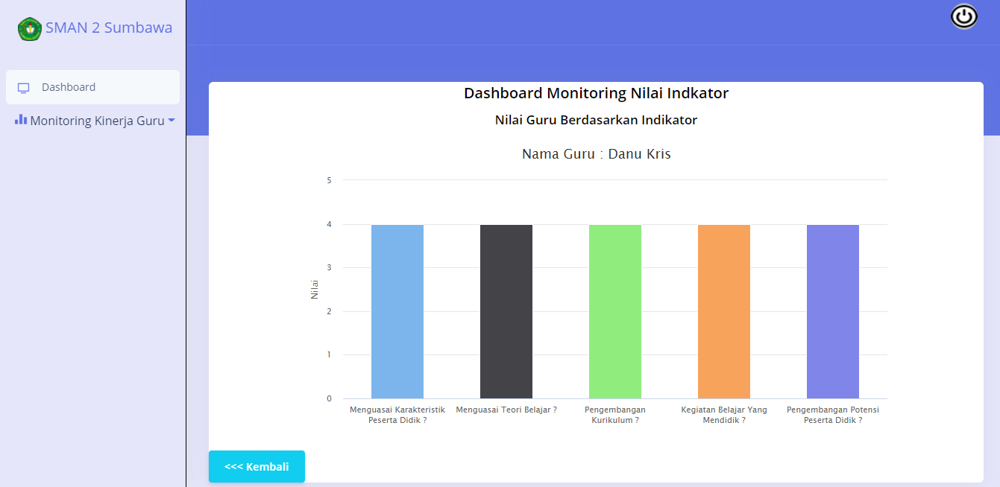 SMAN 2 Sumbawa
Dashboard
Monitoring Kinerja Guru
Dashboard Monitoring Nilai Indkator
Nilai Guru Berdasarkan Indikator
Nama Guru : Danu Kris
Nilai
5
4
3
2
1
0
Menguasai Karakteristik
Peserta Didik ?
Menguasai Teori Belajar ?
Pengembangan
Kurikulum ?
Kegiatan Belajar Yang
Mendidik ?
Pengembangan Potensi
Peserta Didik ?
<<< Kembali